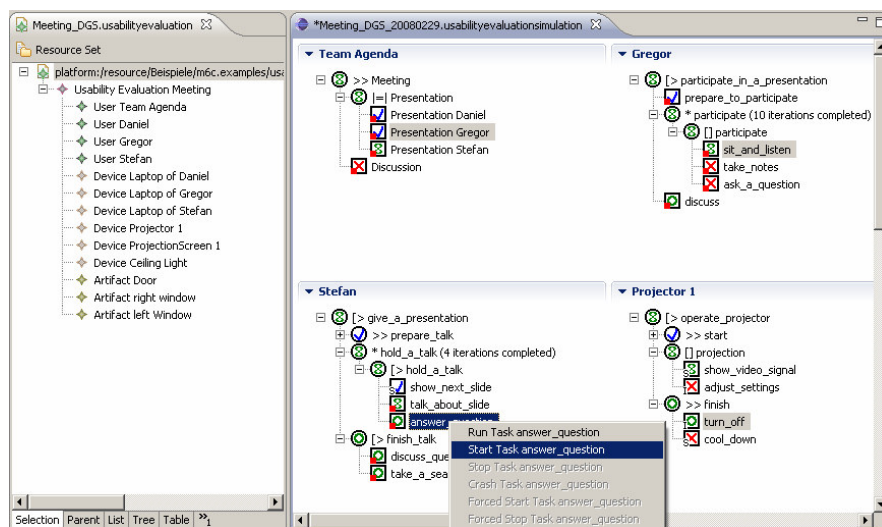 Meeting_DGS.usabilityevaluation
Resource Set
platform:/resource/Beispiele/m6c.examples/usa
Usability Evaluation Meeting
User Team Agenda
User Daniel
User Gregor
User Stefan
Device Laptop of Daniel
Device Laptop of Gregor
Device Laptop of Stefan
Device Projector 1
Device ProjectionScreen 1
Device Ceiling Light
Artifact Door
Artifact right window
Artifact left Window
Selection Parent List Tree Table »1
*Meeting_DGS_20080229.usabilityevaluationsimulation
Team Agenda
>> Meeting
|=| Presentation
Presentation Daniel
Presentation Gregor
Presentation Stefan
Discussion
Gregor
[> participate_in_a_presentation
prepare_to_participate
* participate (10 iterations completed)
[] participate
sit_and_listen
take_notes
ask_a_question
discuss
Stefan
[> give_a_presentation
>> prepare_talk
* hold_a_talk (4 iterations completed)
[> hold_a_talk
show_next_slide
talk_about_slide
answer_question
[> finish_talk
discuss_que
take_a_sea
Run Task answer_question
Start Task answer_question
Stop Task answer_question
Crash Task answer_question
Forced Start Task answer_question
Forced Stop Task answer_question
Projector 1
[> operate_projector
>> start
[] projection
show_video_signal
adjust_settings
>> finish
turn_off
cool_down